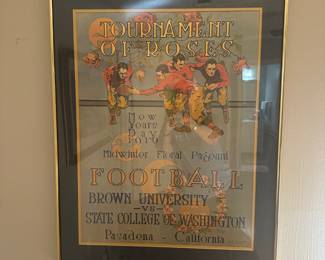 TOURNAMENT
OF ROSES
New
Years
Day
1916
Midwinter Floral Pageant
FOOTBALL
BROWN UNIVERSITY
-VS-
STATE COLLEGE OF WASHINGTON
Pasadena - California